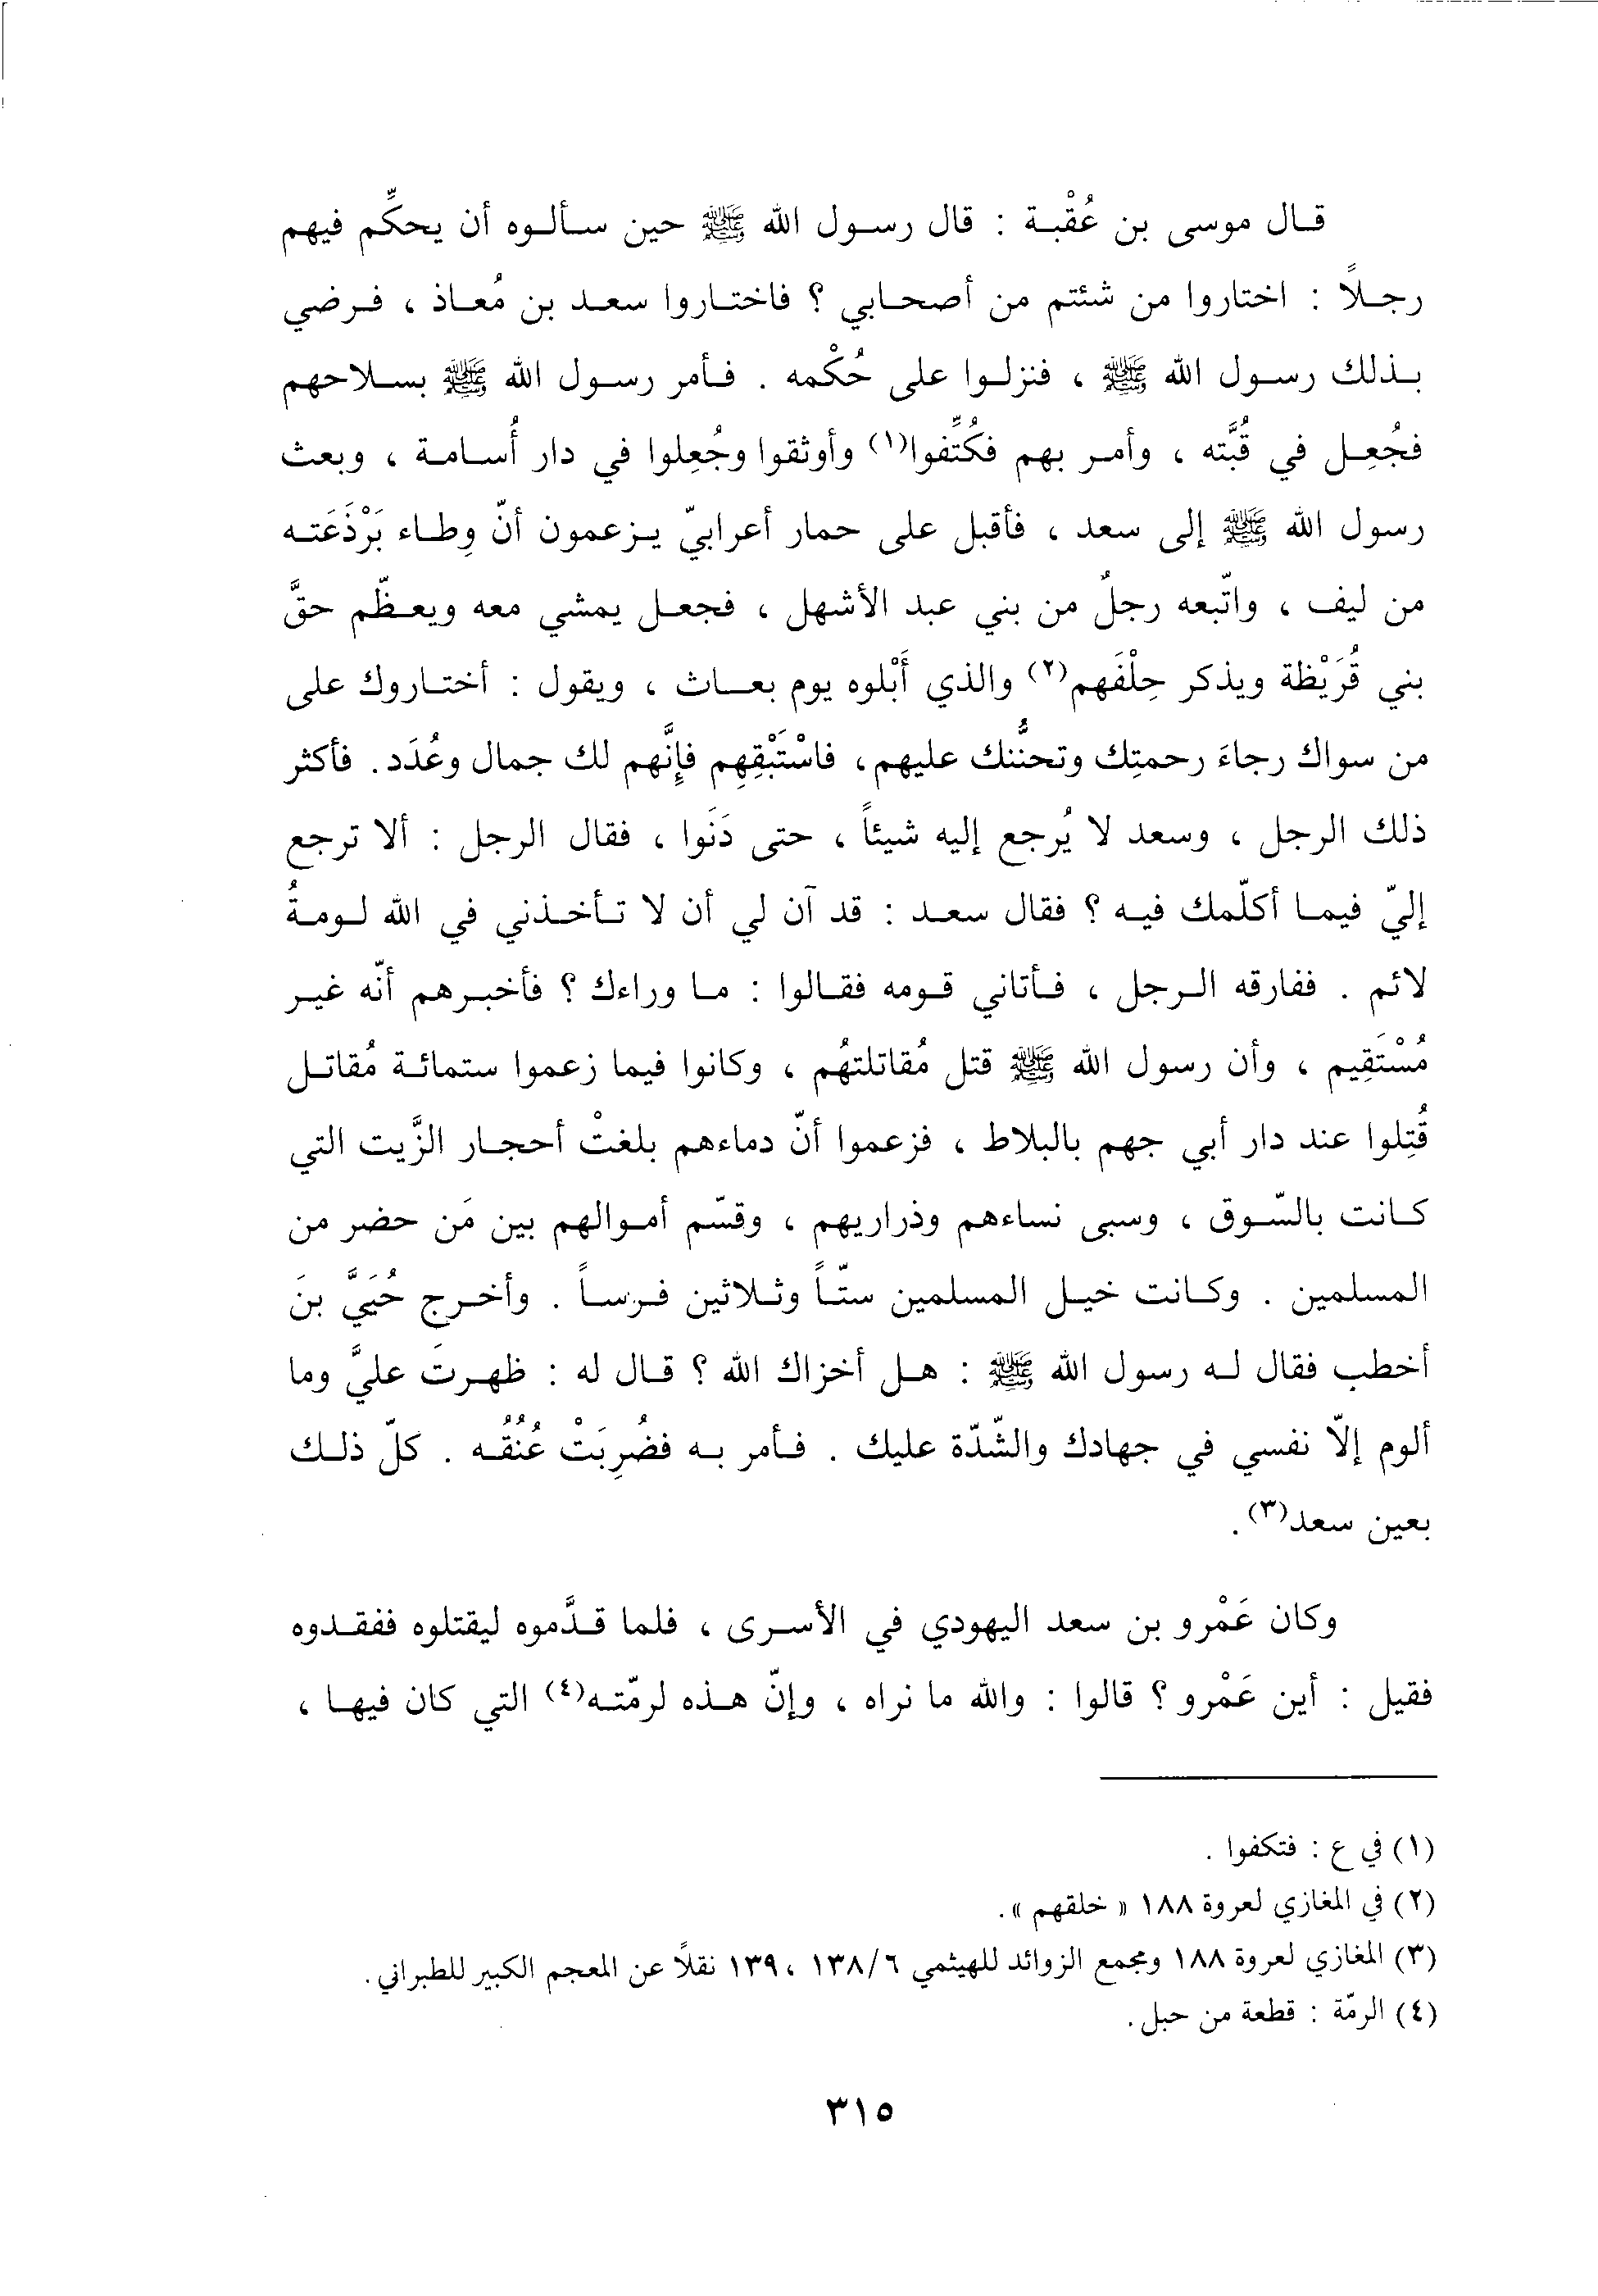 قال موسى بن عُقْبة : قال رسول الله ﷺ حين سألوه أن يحكِّم فيهم
رجلاً : اختاروا من شئتم من أصحابي ؟ فاختاروا سعد بن مُعاذ ، فرضي
بذلك رسول الله ﷺ ، فنزلوا على حُكْمه . فأمر رسول الله ﷺ بسلاحهم
فجُعِل في قُبَّته ، وأمر بهم فكُتِّفوا(١) وأوثقوا وجُعِلوا في دار أُسامة ، وبعث
رسول الله ﷺ إلى سعد ، فأقبل على حمار أعرابيّ يزعمون أنّ وِطاء بَرْذَعَته
من ليف ، واتّبعه رجلٌ من بني عبد الأشهل ، فجعل يمشي معه ويعظّم حقَّ
بني قُرَيْظة ويذكر حِلْفَهم(٢) والذي أَبْلوه يوم بعاث ، ويقول : أختاروك على
من سواك رجاءَ رحمتِك وتحنُّنك عليهم، فاسْتَبْقِهِم فإِنَّهم لك جمال وعُدَد. فأكثر
ذلك الرجل ، وسعد لا يُرجع إليه شيئاً ، حتى دَنَوا ، فقال الرجل : ألا ترجع
إليّ فيما أكلّمك فيه ؟ فقال سعد : قد آن لي أن لا تأخذني في الله لومةُ
لائم . ففارقه الرجل ، فأتاني قومه فقالوا : ما وراءك ؟ فأخبرهم أنّه غير
مُسْتَقِيم ، وأن رسول الله ﷺ قتل مُقاتلتهُم ، وكانوا فيما زعموا ستمائة مُقاتل
قُتِلوا عند دار أبي جهم بالبلاط ، فزعموا أنّ دماءهم بلغتْ أحجار الزَّيت التي
كانت بالسّوق ، وسبى نساءهم وذراريهم ، وقسّم أموالهم بين مَن حضر من
المسلمين . وكانت خيل المسلمين ستّاً وثلاثين فرساً . وأخرج حُيَيَّ بنَ
أخطب فقال له رسول الله ﷺ : هل أخزاك الله ؟ قال له : ظهرتَ عليَّ وما
ألوم إلاّ نفسي في جهادك والشّدّة عليك . فأمر به فضُرِبَتْ عُنُقُه . كلّ ذلك
بعين سعد(٣).
وكان عَمْرو بن سعد اليهودي في الأسرى ، فلما قدَّموه ليقتلوه ففقدوه
فقيل : أين عَمْرو ؟ قالوا : والله ما نراه ، وإنّ هذه لرمّته(٤) التي كان فيها ،
(١) في ع : فتكفوا .
(٢) في المغازي لعروة ١٨٨ « خلقهم ».
(٣) المغازي لعروة ١٨٨ ومجمع الزوائد للهيثمي ١٣٨/٦ ، ١٣٩ نقلاً عن المعجم الكبير للطبراني.
(٤) الرمّة : قطعة من حبل.
٣١٥